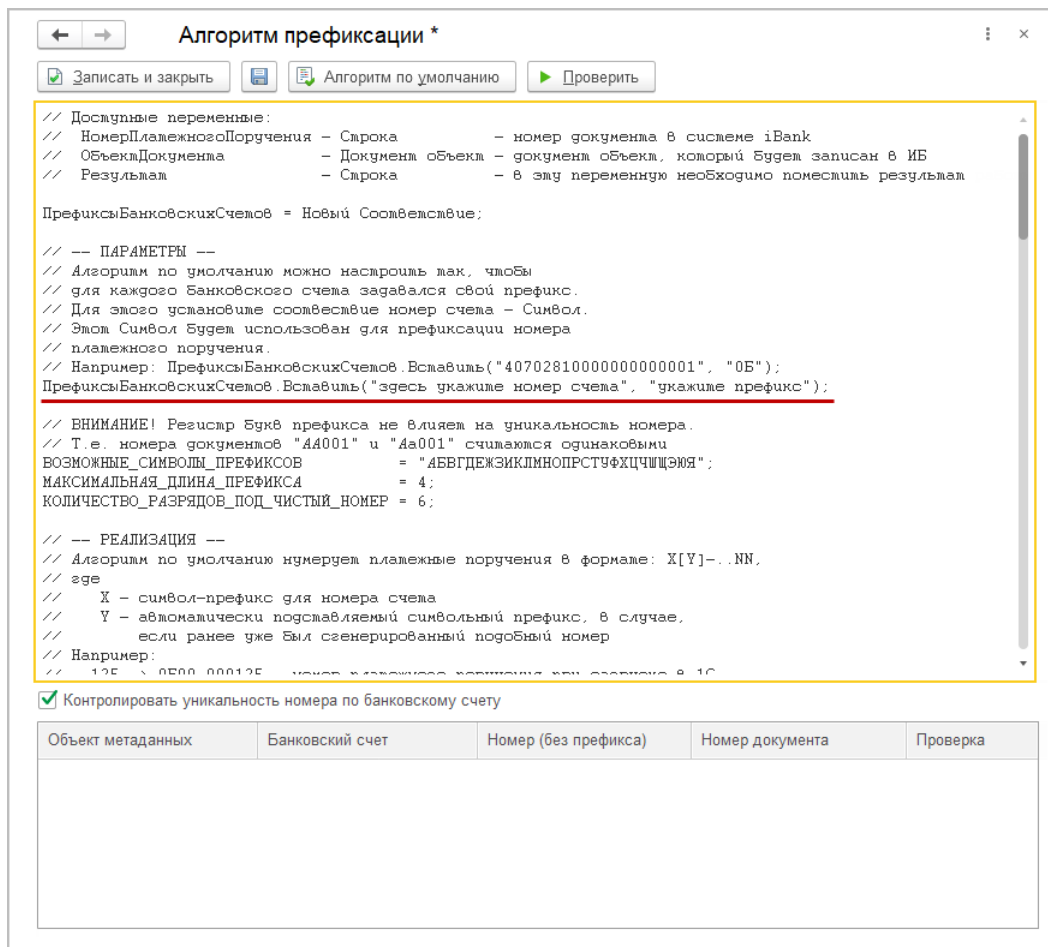 Алгоритм префиксации *
Записать и закрыть
Алгоритм по умолчанию
Проверить
// Доступные переменные:
// НомерПлатежногоПоручения – Строка – номер документа в системе iBank
// ОбъектДокумента – Документ объект – документ объект, который будет записан в ИБ
// Результат – Строка – в эту переменную необходимо поместить результат
ПрефиксыБанковскихСчетов = Новый Соответствие;
// –– ПАРАМЕТРЫ ––
// Алгоритм по умолчанию можно настроить так, чтобы
// для каждого банковского счета задавался свой префикс.
// Для этого установите соотвествие номер счета – Символ.
// Этот Символ будет использован для префиксации номера
// платежного поручения.
// Например: ПрефиксыБанковскихСчетов.Вставить("40702810000000000001", "0Б");
ПрефиксыБанковскихСчетов.Вставить("здесь укажите номер счета", "укажите префикс");
// ВНИМАНИЕ! Регистр букв префикса не влияет на уникальность номера.
// Т.е. номера документов "АА001" и "Аа001" считаются одинаковыми
ВОЗМОЖНЫЕ_СИМВОЛЫ_ПРЕФИКСОВ = "АБВГДЕЖЗИКЛМНОПРСТУФХЦЧШЩЭЮЯ";
МАКСИМАЛЬНАЯ_ДЛИНА_ПРЕФИКСА = 4;
КОЛИЧЕСТВО_РАЗРЯДОВ_ПОД_ЧИСТЫЙ_НОМЕР = 6;
// –– РЕАЛИЗАЦИЯ ––
// Алгоритм по умолчанию нумерует платежные поручения в формате: X[Y]–..NN,
// где
// X – символ–префикс для номера счета
// Y – автоматически подставляемый символьный префикс, в случае,
// если ранее уже был сгенерированный подобный номер
// Например:
Контролировать уникальность номера по банковскому счету
Объект метаданных
Банковский счет
Номер (без префикса)
Номер документа
Проверка